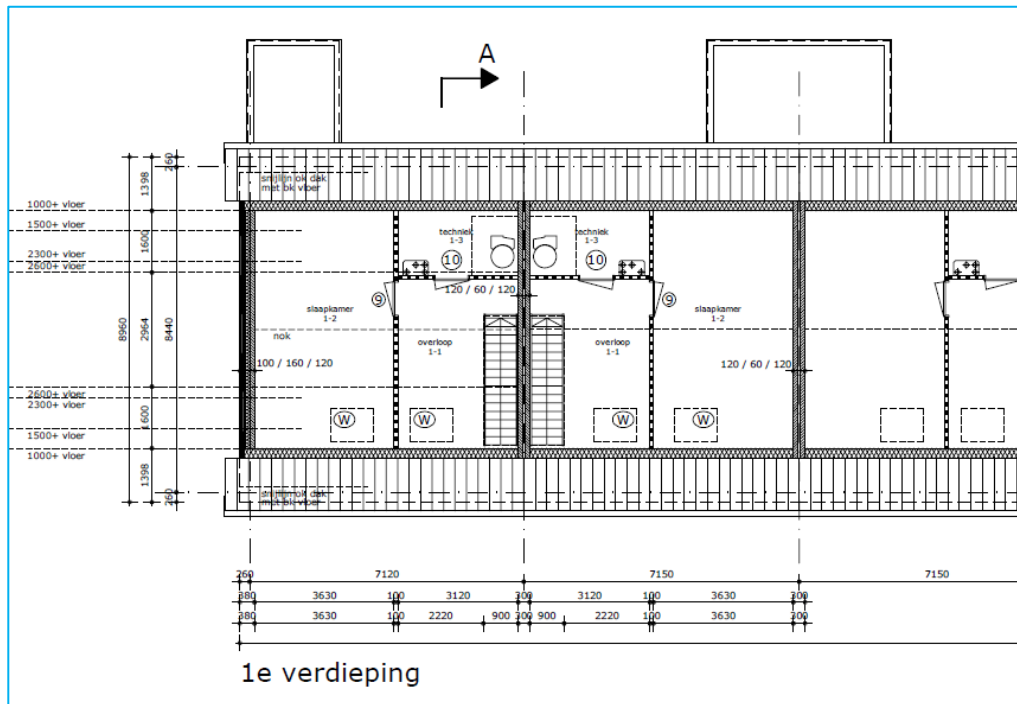 A
260
1398
snijlijn ok dak
met bk vloer
1000+ vloer
1500+ vloer
1600
techniek
1-3
techniek
1-3
2300+ vloer
2600+ vloer
10
10
120 / 60 / 120
9
9
slaapkamer
1-2
slaapkamer
1-2
8960
2964
8440
nok
overloop
1-1
overloop
1-1
100 / 160 / 120
120 / 60 / 120
2600+ vloer
2300+ vloer
1600
W
W
W
W
1500+ vloer
1000+ vloer
1398
snijlijn ok dak
met bk vloer
260
260 7120 7150 7150
380 3630 100 3120 300 3120 100 3630 300
380 3630 100 2220 900 300 900 2220 100 3630 300
1e verdieping